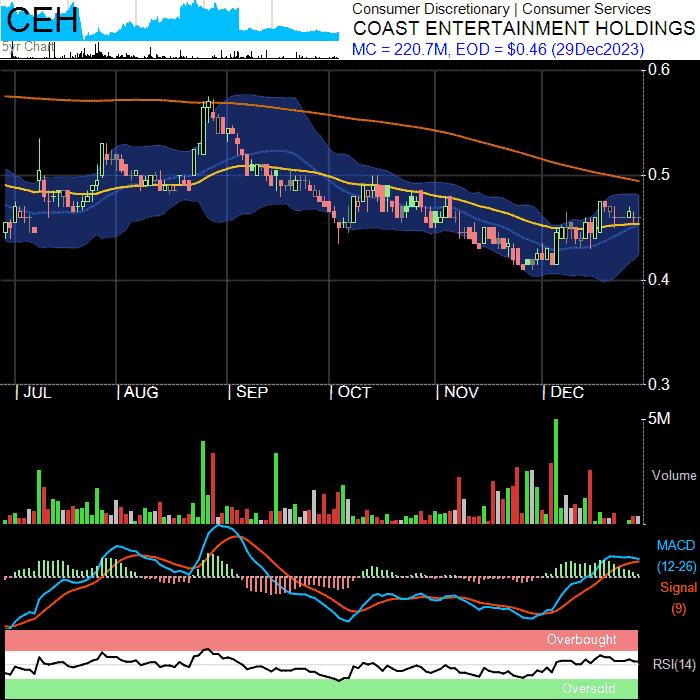 CEH
5yr Chart
Consumer Discretionary | Consumer Services
COAST ENTERTAINMENT HOLDINGS
MC = 220.7M, EOD = $0.46 (29Dec2023)
0.6
0.5
0.4
0.3
| JUL | AUG | SEP | OCT | NOV | DEC
5M
Volume
MACD
(12-26)
Signal
(9)
Overbought
RSI(14)
Oversold